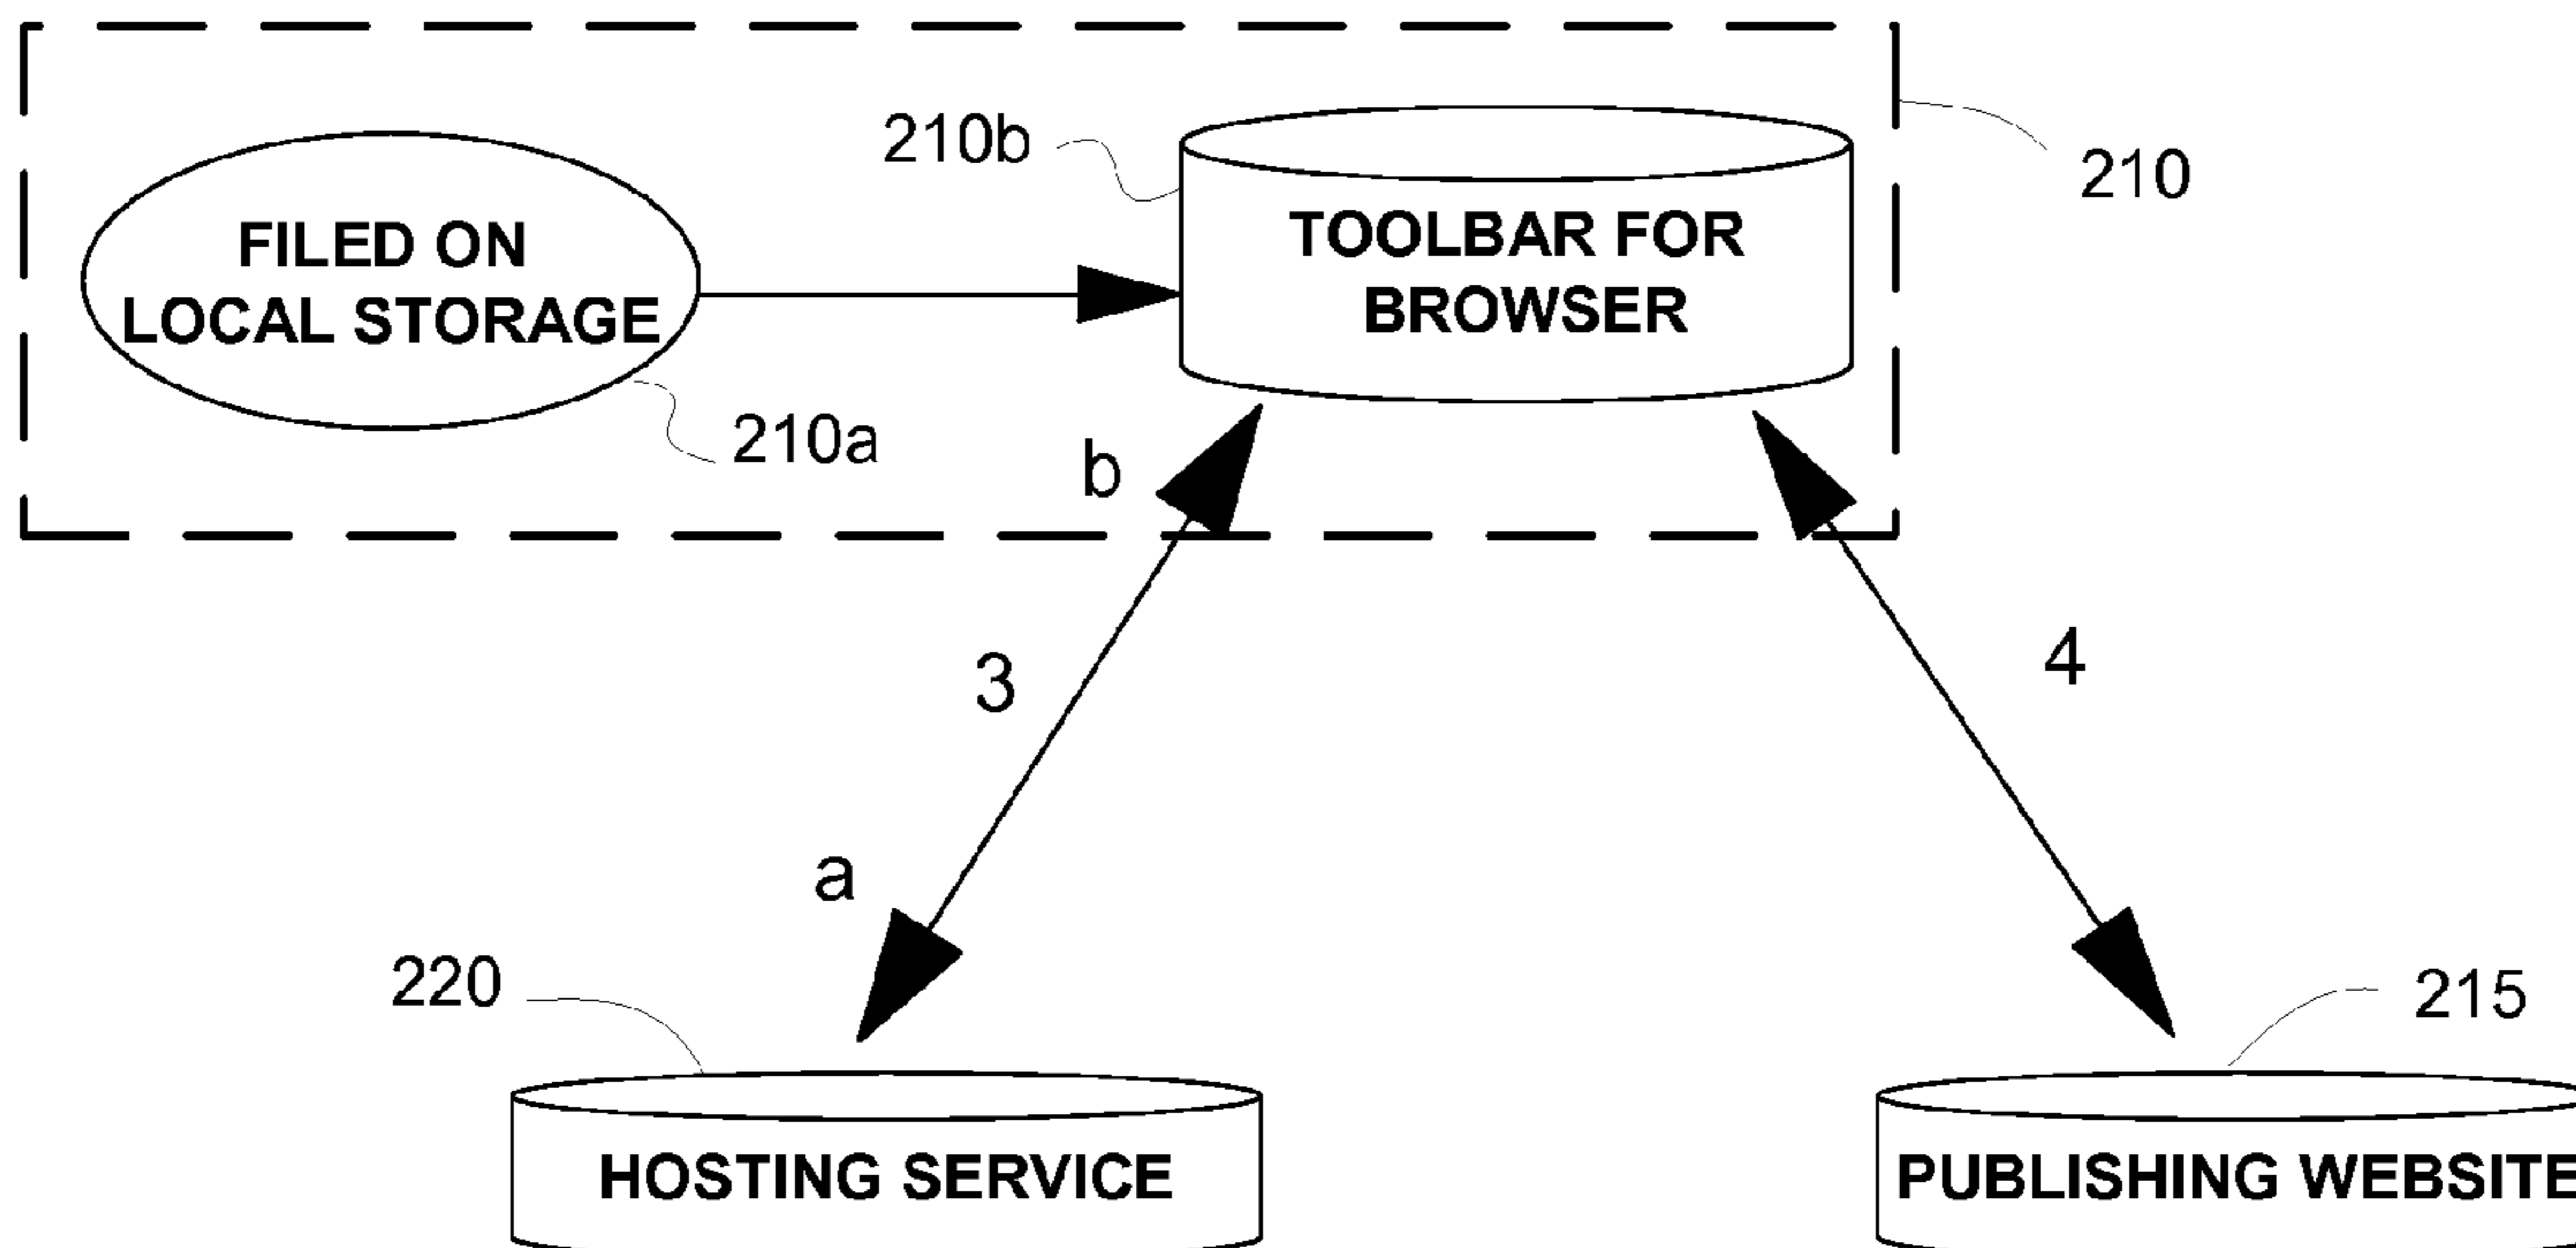 210b
210
TOOLBAR FOR
BROWSER
FILED ON
LOCAL STORAGE
210a
b
3
4
a
220
215
HOSTING SERVICE
PUBLISHING WEBSITE